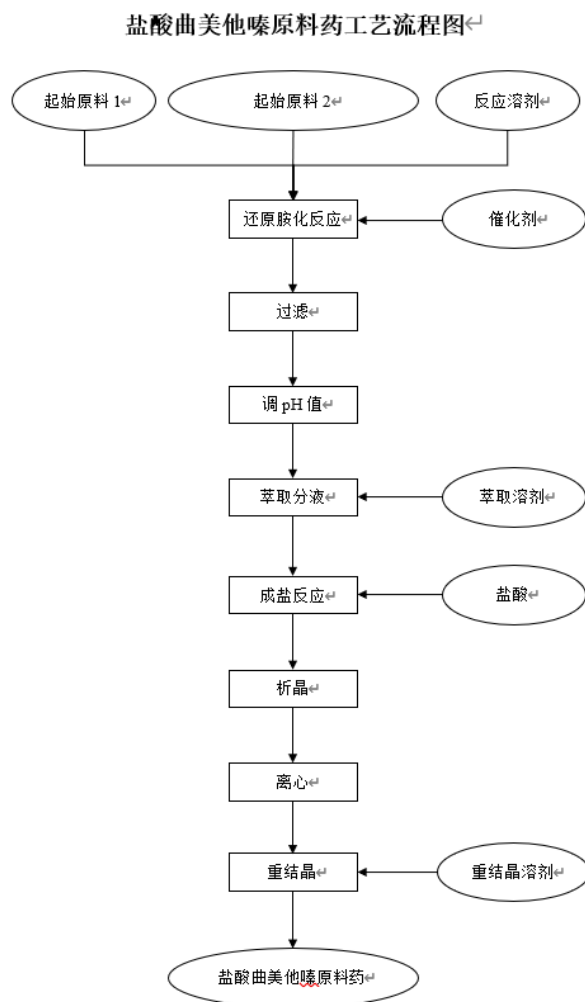 盐酸曲美他嗪原料药工艺流程图↵
起始原料 1↵
起始原料 2↵
反应溶剂↵
还原胺化反应↵
催化剂↵
过滤↵
调 pH 值↵
萃取分液↵
萃取溶剂↵
成盐反应↵
盐酸↵
析晶↵
离心↵
重结晶↵
重结晶溶剂↵
盐酸曲美他嗪原料药↵